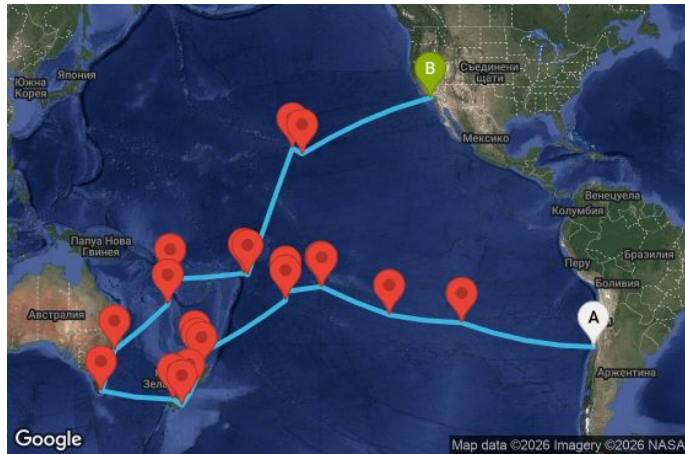 B
Съединени
щати
Япония
Южна
Корея
Мексико
Венецуела
Колумбия
Папуа Нова
Гвинея
Бразилия
Перу
Боливия
Австралия
A
Аржентина
Google
Map data ©2026 Imagery ©2026 NASA